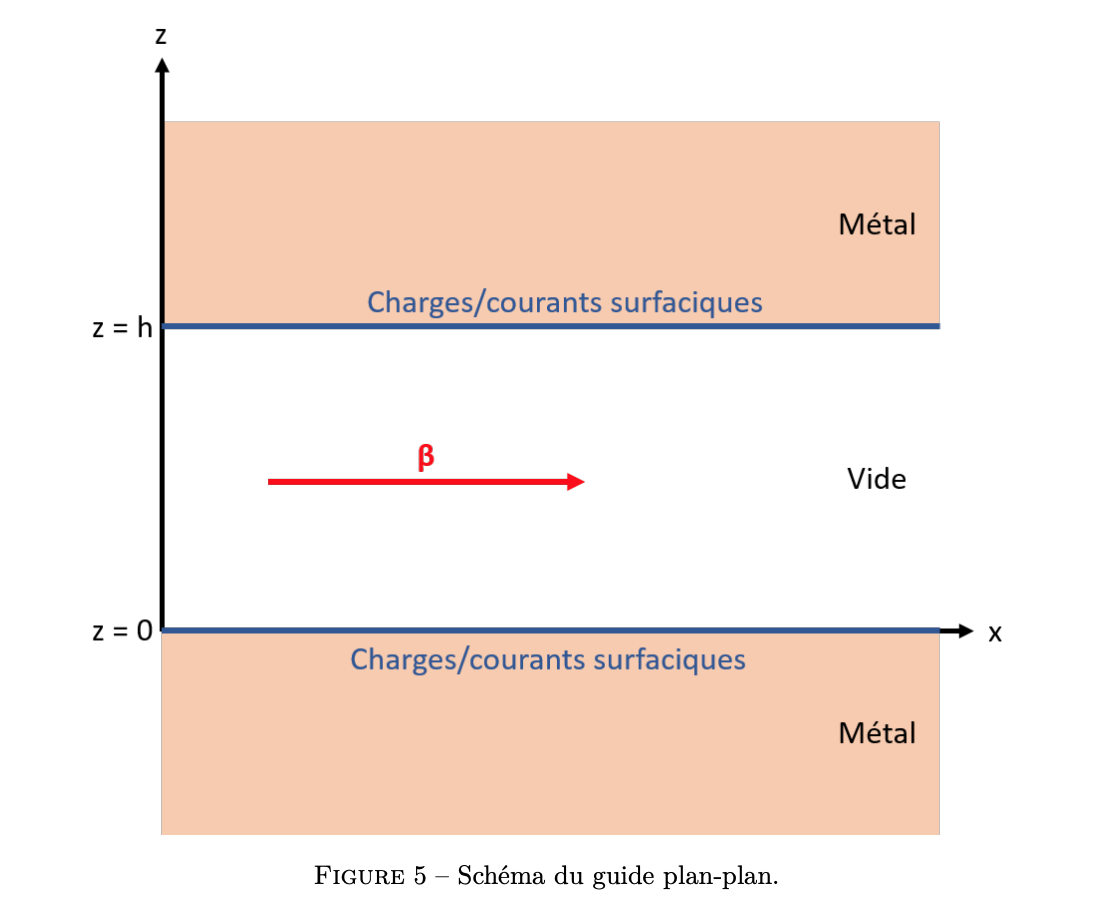 z
Métal
Charges/courants surfaciques
z = h
β
Vide
z = 0
x
Charges/courants surfaciques
Métal
FIGURE 5 – Schéma du guide plan-plan.